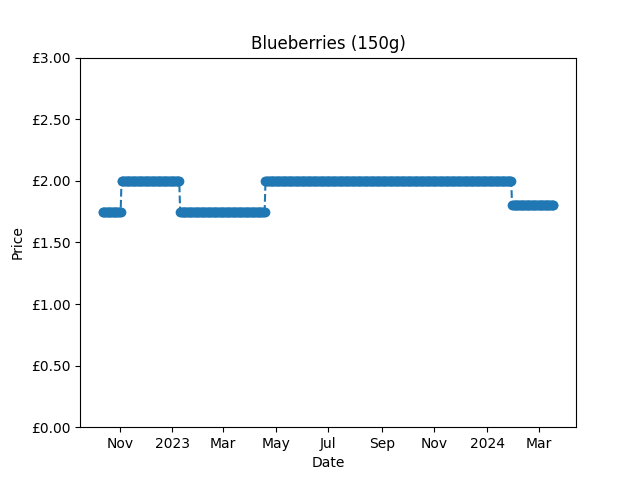 Blueberries (150g)
£3.00
£2.50
£2.00
£1.50
£1.00
£0.50
£0.00
Price
Nov 2023 Mar May Jul Sep Nov 2024 Mar
Date